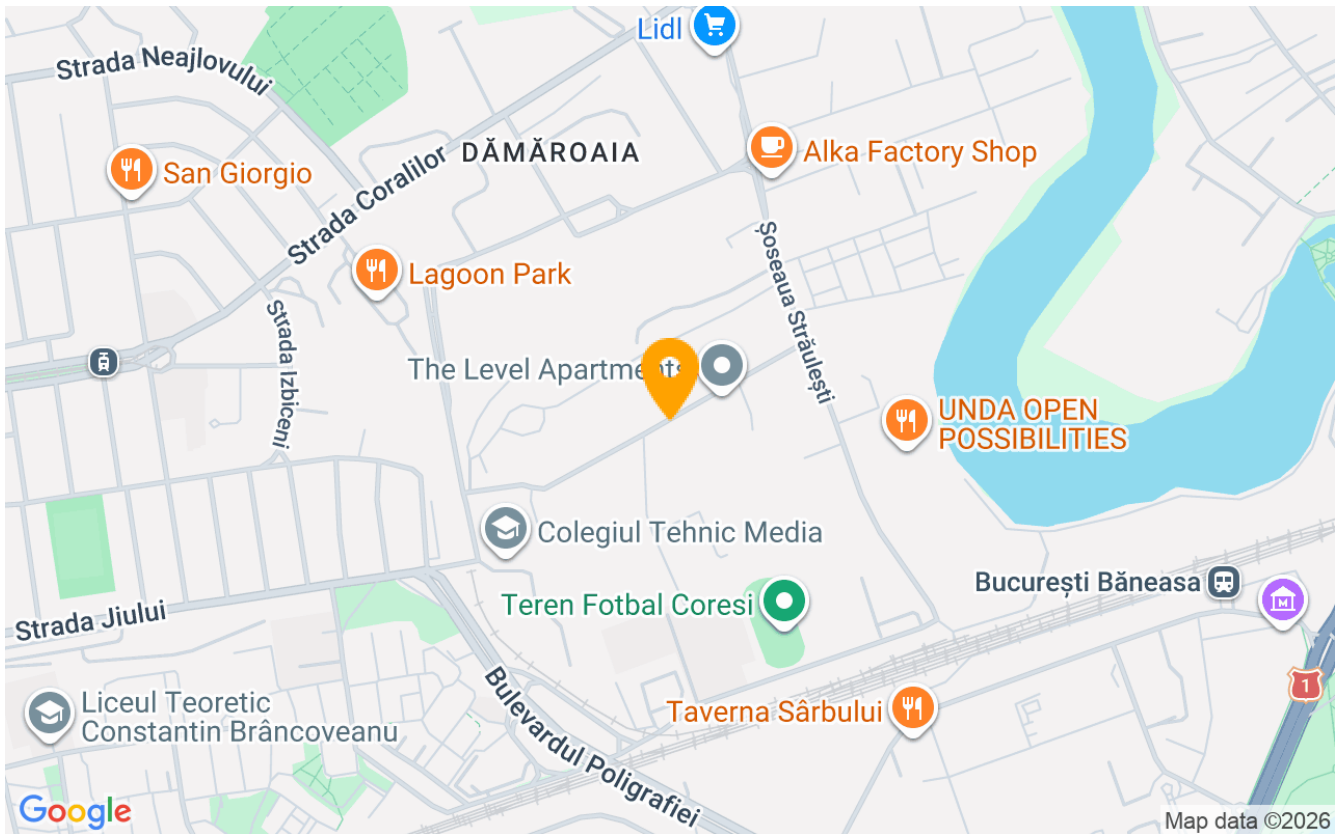 Lidl
Strada Neajlovului
DĂMĂROAIA
Alka Factory Shop
San Giorgio
Strada Coralilor
Șoseaua Străulești
Lagoon Park
Strada Izbiceni
The Level Apartments
UNDA OPEN
POSSIBILITIES
Colegiul Tehnic Media
București Băneasa
M
Teren Fotbal Coresi
Strada Jiului
1
Liceul Teoretic
Constantin Brâncoveanu
Bulevardul Poligrafiei
Taverna Sârbului
Google
Map data ©2026